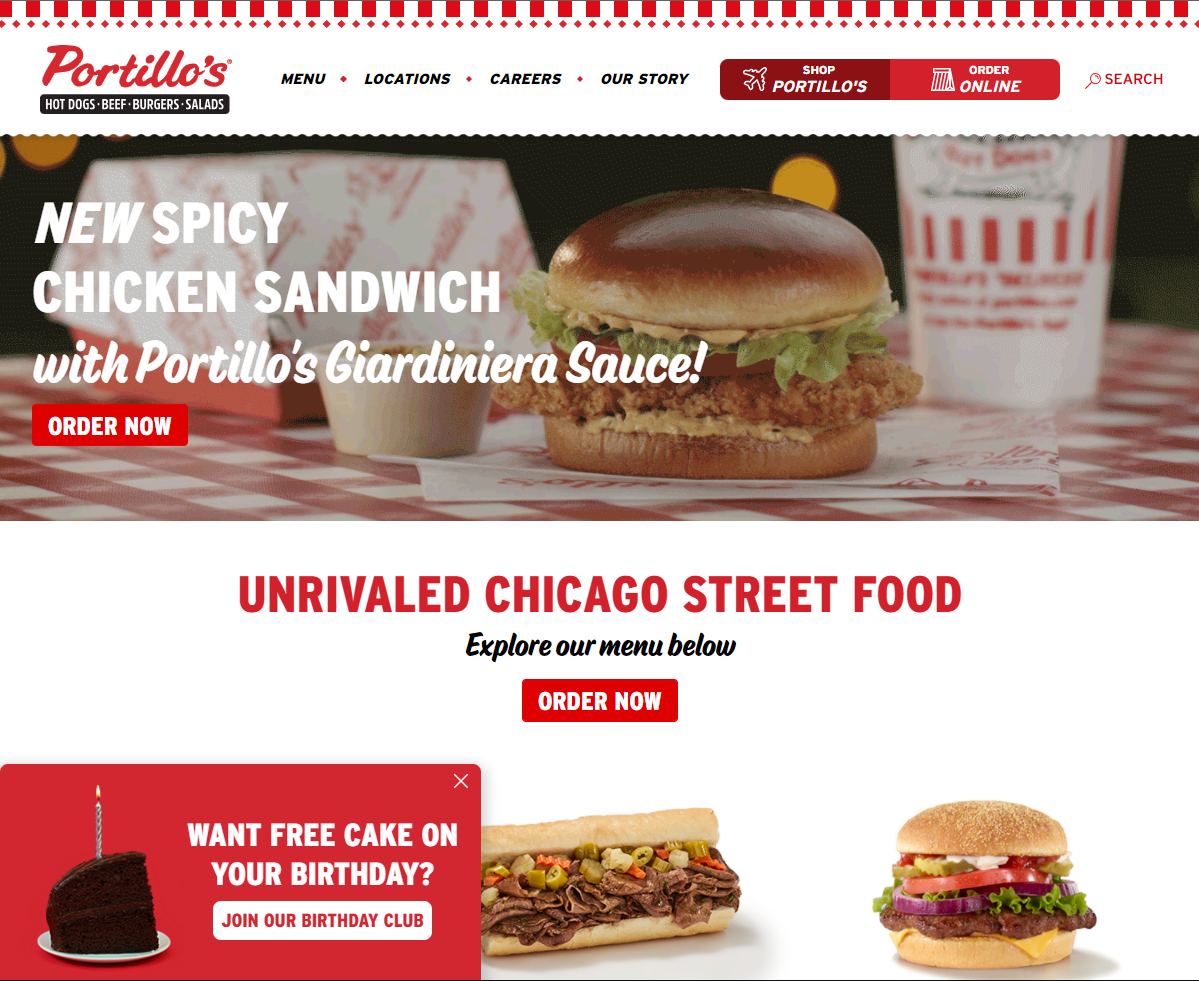 Portillo's®
HOT DOGS · BEEF · BURGERS · SALADS
MENU
LOCATIONS
CAREERS
OUR STORY
SHOP
PORTILLO'S
ORDER
ONLINE
SEARCH
NEW SPICY
CHICKEN SANDWICH
with Portillo's Giardiniera Sauce!
ORDER NOW
UNRIVALED CHICAGO STREET FOOD
Explore our menu below
ORDER NOW
WANT FREE CAKE ON
YOUR BIRTHDAY?
JOIN OUR BIRTHDAY CLUB